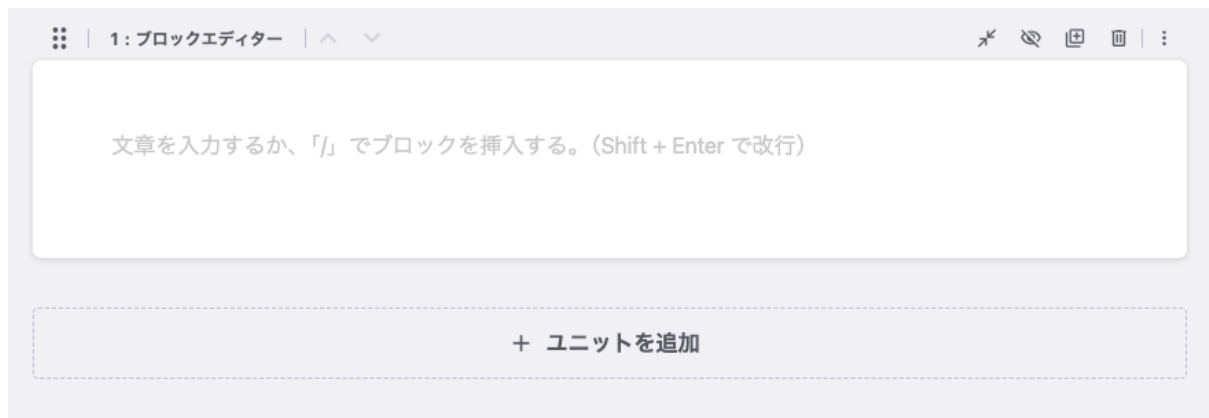 1：ブロックエディター
文章を入力するか、「/」でブロックを挿入する。（Shift + Enter で改行）
＋ ユニットを追加